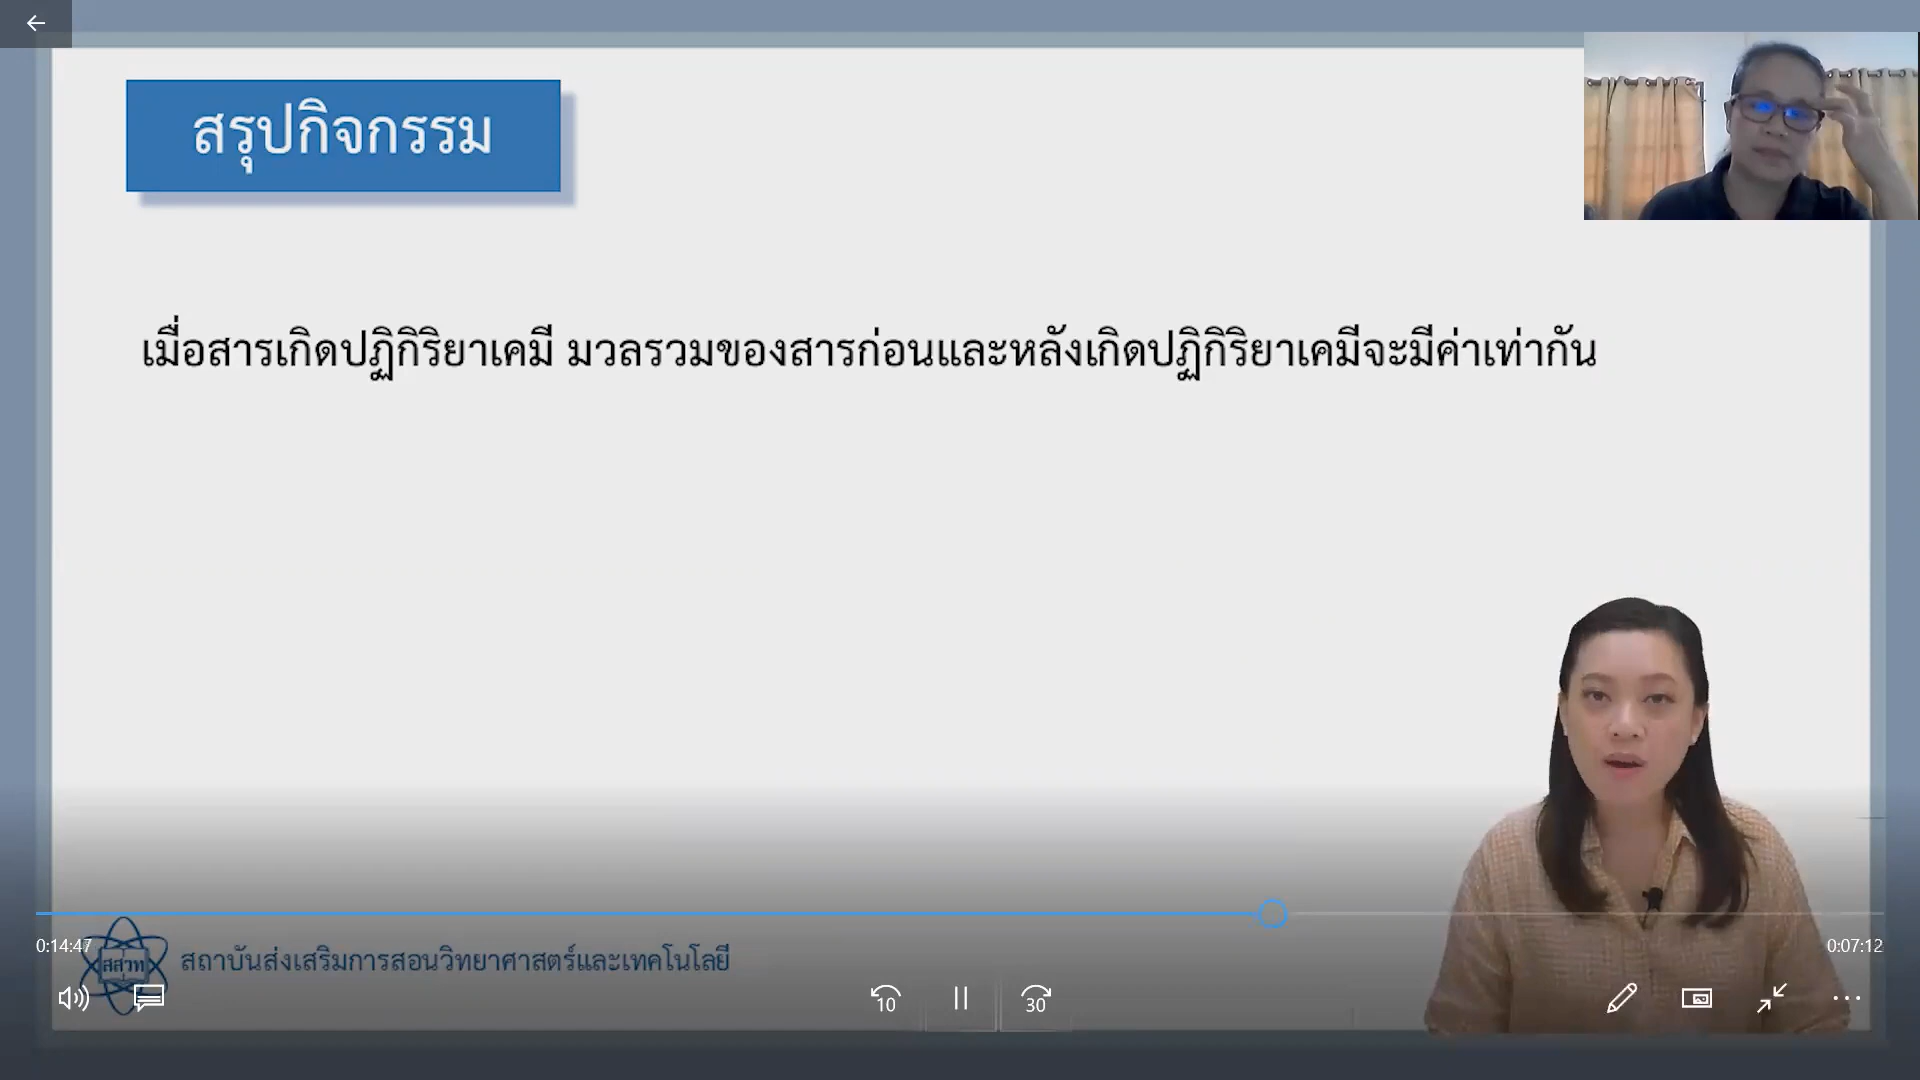 สรุปกิจกรรม
เมื่อสารเกิดปฏิกิริยาเคมี มวลรวมของสารก่อนและหลังเกิดปฏิกิริยาเคมีจะมีค่าเท่ากัน
0:14:47
0:07:12
สสวท
สถาบันส่งเสริมการสอนวิทยาศาสตร์และเทคโนโลยี
10
30